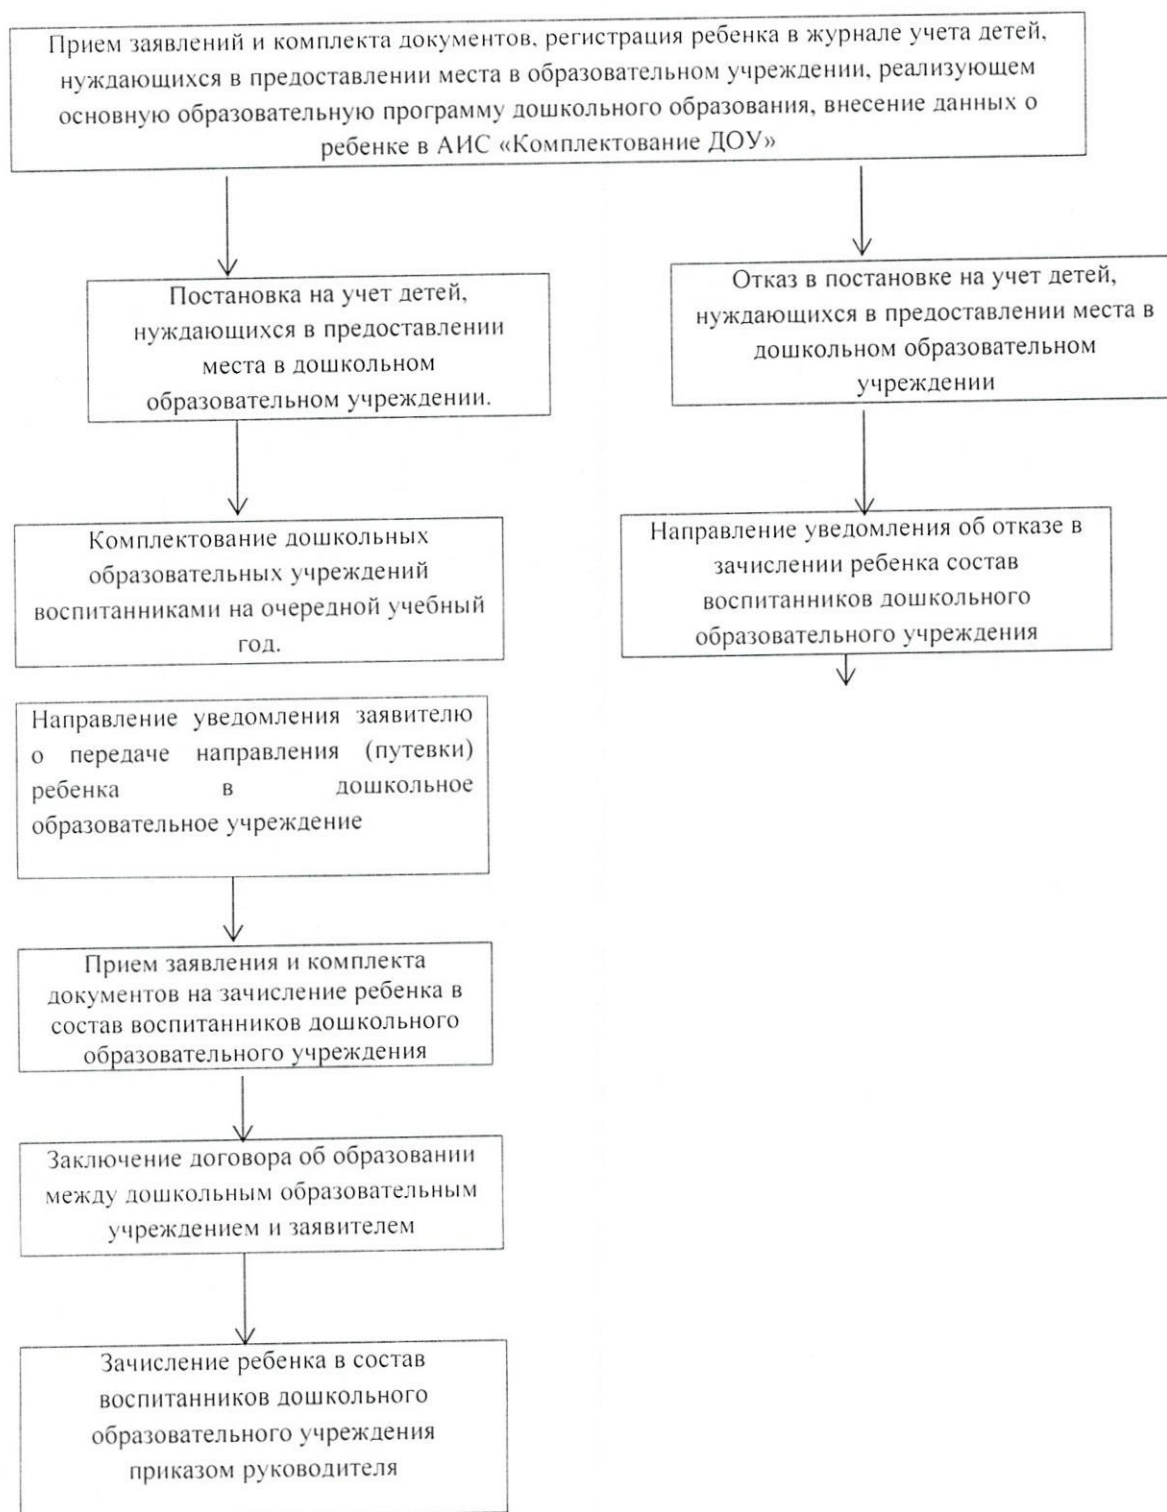 Прием заявлений и комплекта документов, регистрация ребенка в журнале учета детей,
нуждающихся в предоставлении места в образовательном учреждении, реализующем
основную образовательную программу дошкольного образования, внесение данных о
ребенке в АИС «Комплектование ДОУ»
Постановка на учет детей,
нуждающихся в предоставлении
места в дошкольном
образовательном учреждении.
Отказ в постановке на учет детей,
нуждающихся в предоставлении места в
дошкольном образовательном
учреждении
Комплектование дошкольных
образовательных учреждений
воспитанниками на очередной учебный
год.
Направление уведомления об отказе в
зачислении ребенка состав
воспитанников дошкольного
образовательного учреждения
Направление уведомления заявителю
о передаче направления (путевки)
ребенка в дошкольное
образовательное учреждение
Прием заявления и комплекта
документов на зачисление ребенка в
состав воспитанников дошкольного
образовательного учреждения
Заключение договора об образовании
между дошкольным образовательным
учреждением и заявителем
Зачисление ребенка в состав
воспитанников дошкольного
образовательного учреждения
приказом руководителя